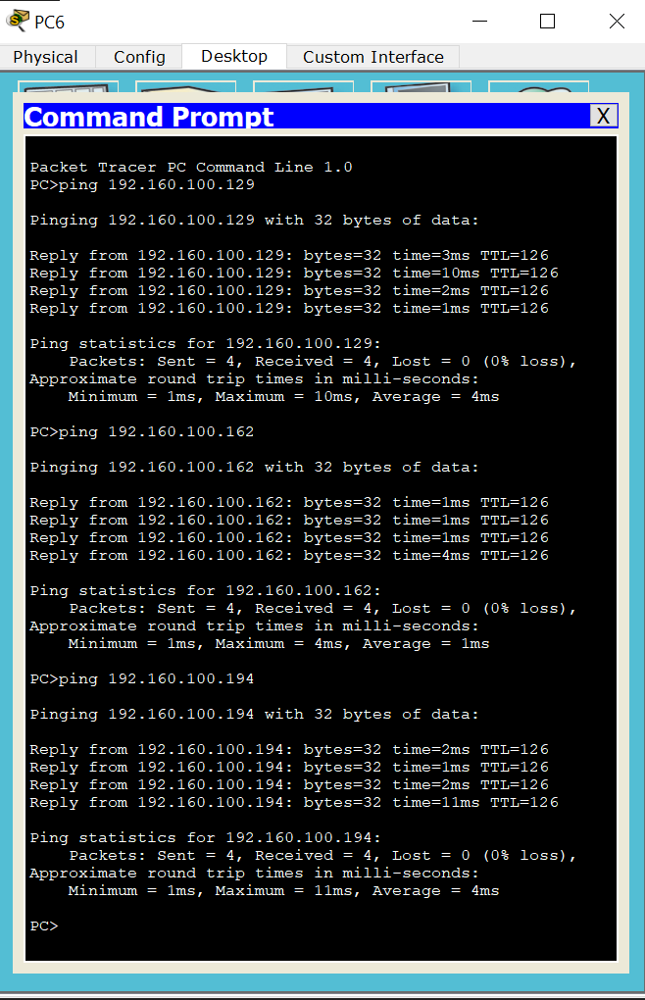 PC6
Physical Config Desktop Custom Interface
Command Prompt X
Packet Tracer PC Command Line 1.0
PC>ping 192.160.100.129
Pinging 192.160.100.129 with 32 bytes of data:
Reply from 192.160.100.129: bytes=32 time=3ms TTL=126
Reply from 192.160.100.129: bytes=32 time=10ms TTL=126
Reply from 192.160.100.129: bytes=32 time=2ms TTL=126
Reply from 192.160.100.129: bytes=32 time=1ms TTL=126
Ping statistics for 192.160.100.129:
Packets: Sent = 4, Received = 4, Lost = 0 (0% loss),
Approximate round trip times in milli-seconds:
Minimum = 1ms, Maximum = 10ms, Average = 4ms
PC>ping 192.160.100.162
Pinging 192.160.100.162 with 32 bytes of data:
Reply from 192.160.100.162: bytes=32 time=1ms TTL=126
Reply from 192.160.100.162: bytes=32 time=1ms TTL=126
Reply from 192.160.100.162: bytes=32 time=1ms TTL=126
Reply from 192.160.100.162: bytes=32 time=4ms TTL=126
Ping statistics for 192.160.100.162:
Packets: Sent = 4, Received = 4, Lost = 0 (0% loss),
Approximate round trip times in milli-seconds:
Minimum = 1ms, Maximum = 4ms, Average = 1ms
PC>ping 192.160.100.194
Pinging 192.160.100.194 with 32 bytes of data:
Reply from 192.160.100.194: bytes=32 time=2ms TTL=126
Reply from 192.160.100.194: bytes=32 time=1ms TTL=126
Reply from 192.160.100.194: bytes=32 time=2ms TTL=126
Reply from 192.160.100.194: bytes=32 time=11ms TTL=126
Ping statistics for 192.160.100.194:
Packets: Sent = 4, Received = 4, Lost = 0 (0% loss),
Approximate round trip times in milli-seconds:
Minimum = 1ms, Maximum = 11ms, Average = 4ms
PC>